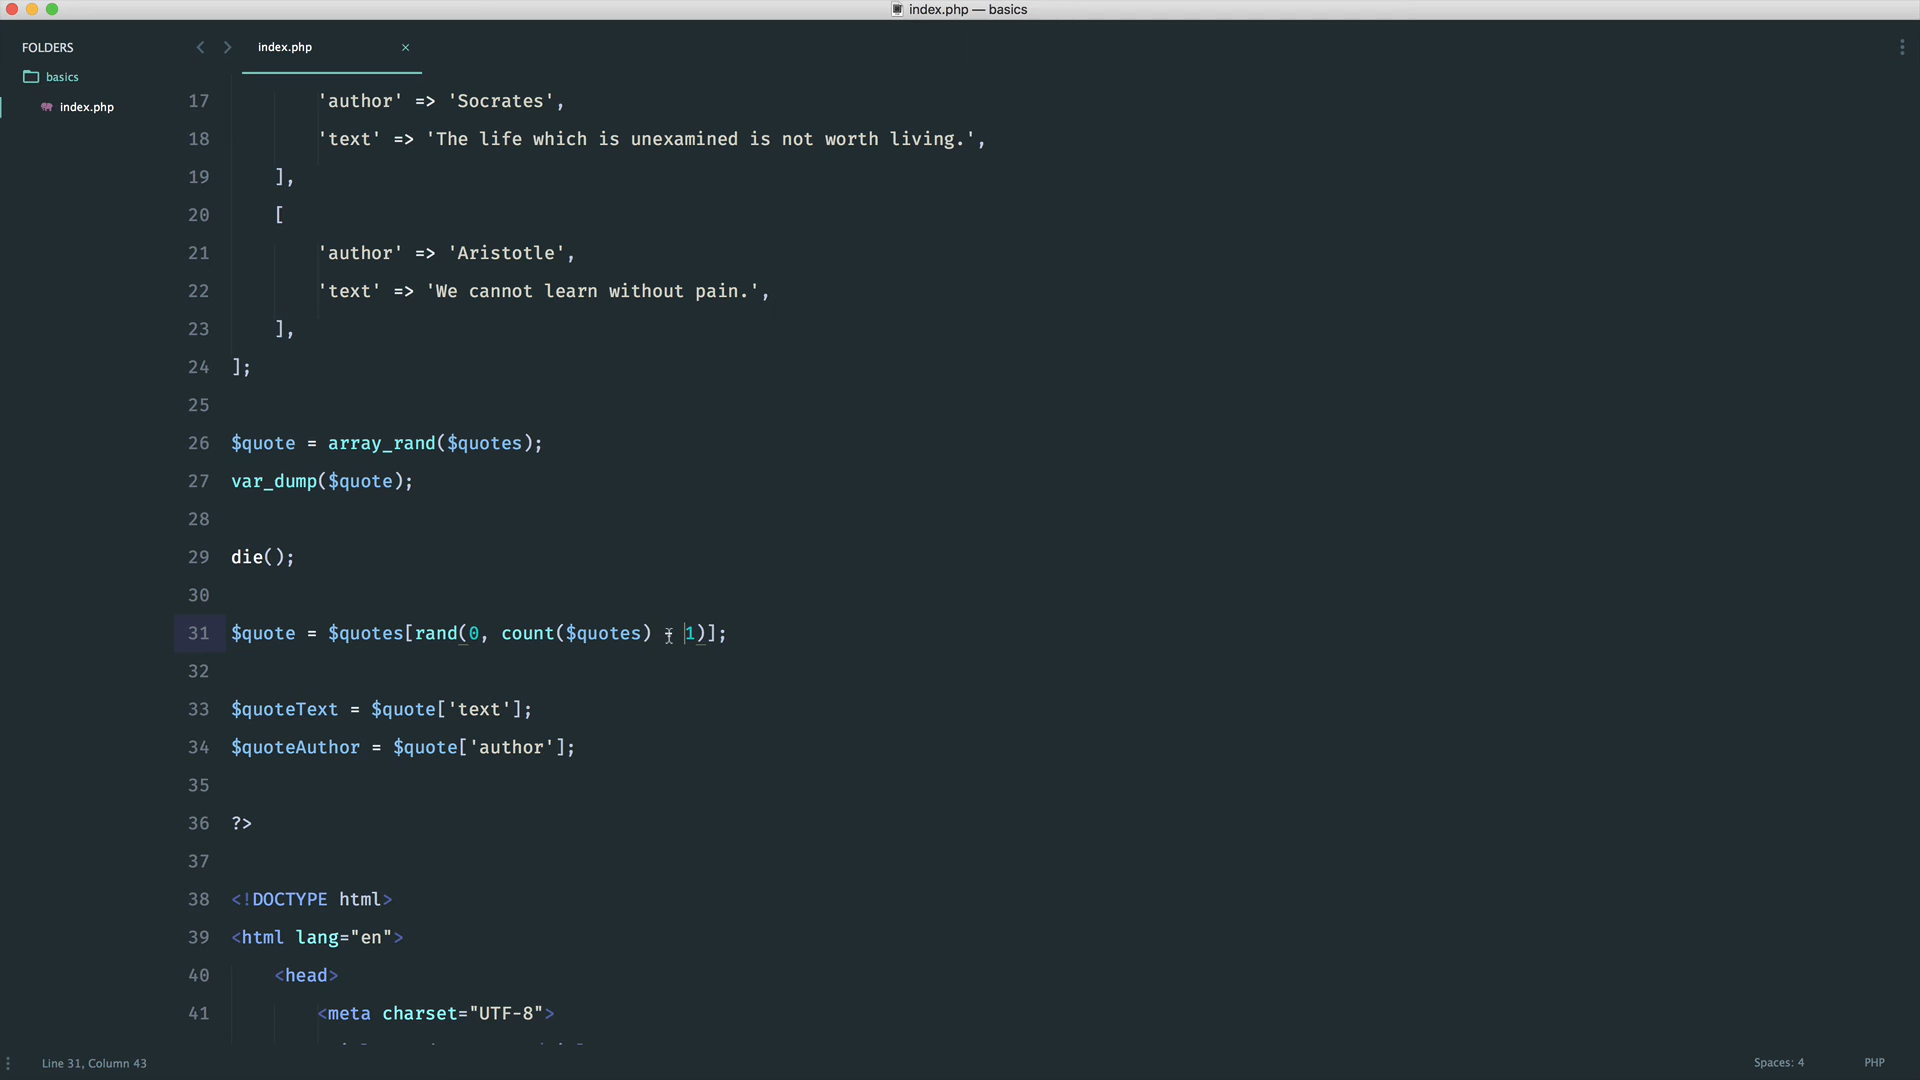 index.php — basics
FOLDERS
basics
index.php
index.php ×
17 'author' => 'Socrates',
18 'text' => 'The life which is unexamined is not worth living.',
19 ],
20 [
21 'author' => 'Aristotle',
22 'text' => 'We cannot learn without pain.',
23 ],
24 ];
25
26 $quote = array_rand($quotes);
27 var_dump($quote);
28
29 die();
30
31 $quote = $quotes[rand(0, count($quotes) - 1)];
32
33 $quoteText = $quote['text'];
34 $quoteAuthor = $quote['author'];
35
36 ?>
37
38 <!DOCTYPE html>
39 <html lang="en">
40 <head>
41 <meta charset="UTF-8">
Line 31, Column 43
Spaces: 4
PHP